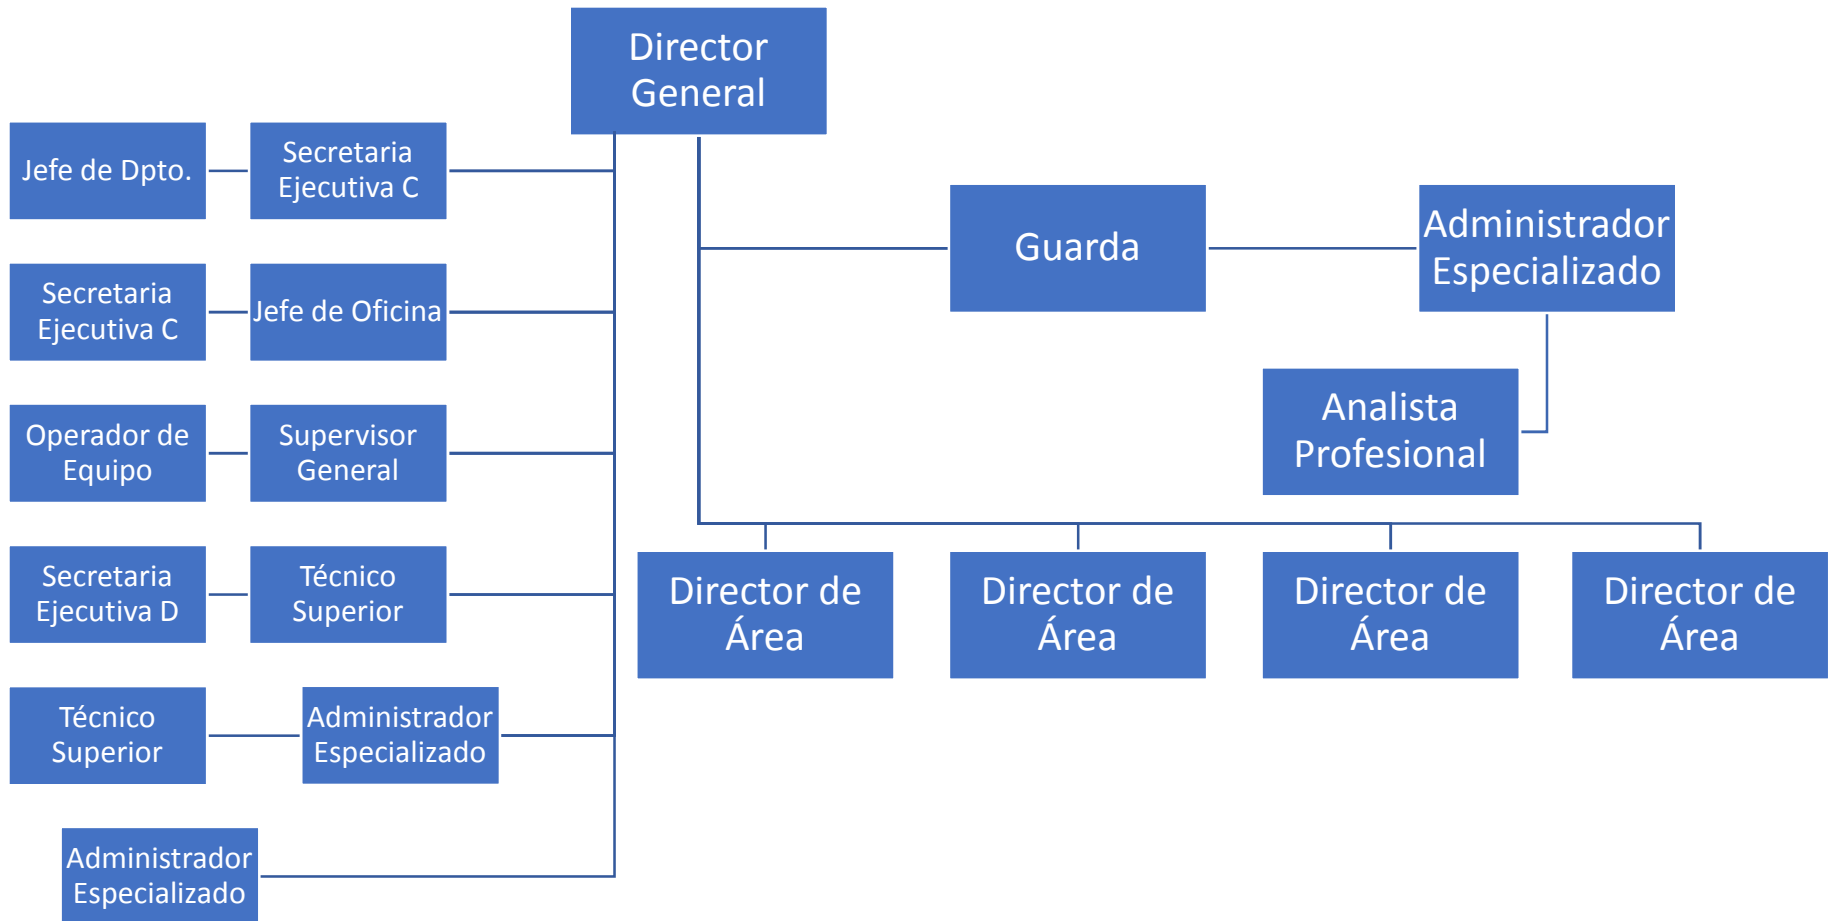 Director
General
Jefe de Dpto.
Secretaria
Ejecutiva C
Guarda
Administrador
Especializado
Secretaria
Ejecutiva C
Jefe de Oficina
Analista
Profesional
Operador de
Equipo
Supervisor
General
Secretaria
Ejecutiva D
Técnico
Superior
Director de
Área
Director de
Área
Director de
Área
Director de
Área
Técnico
Superior
Administrador
Especializado
Administrador
Especializado